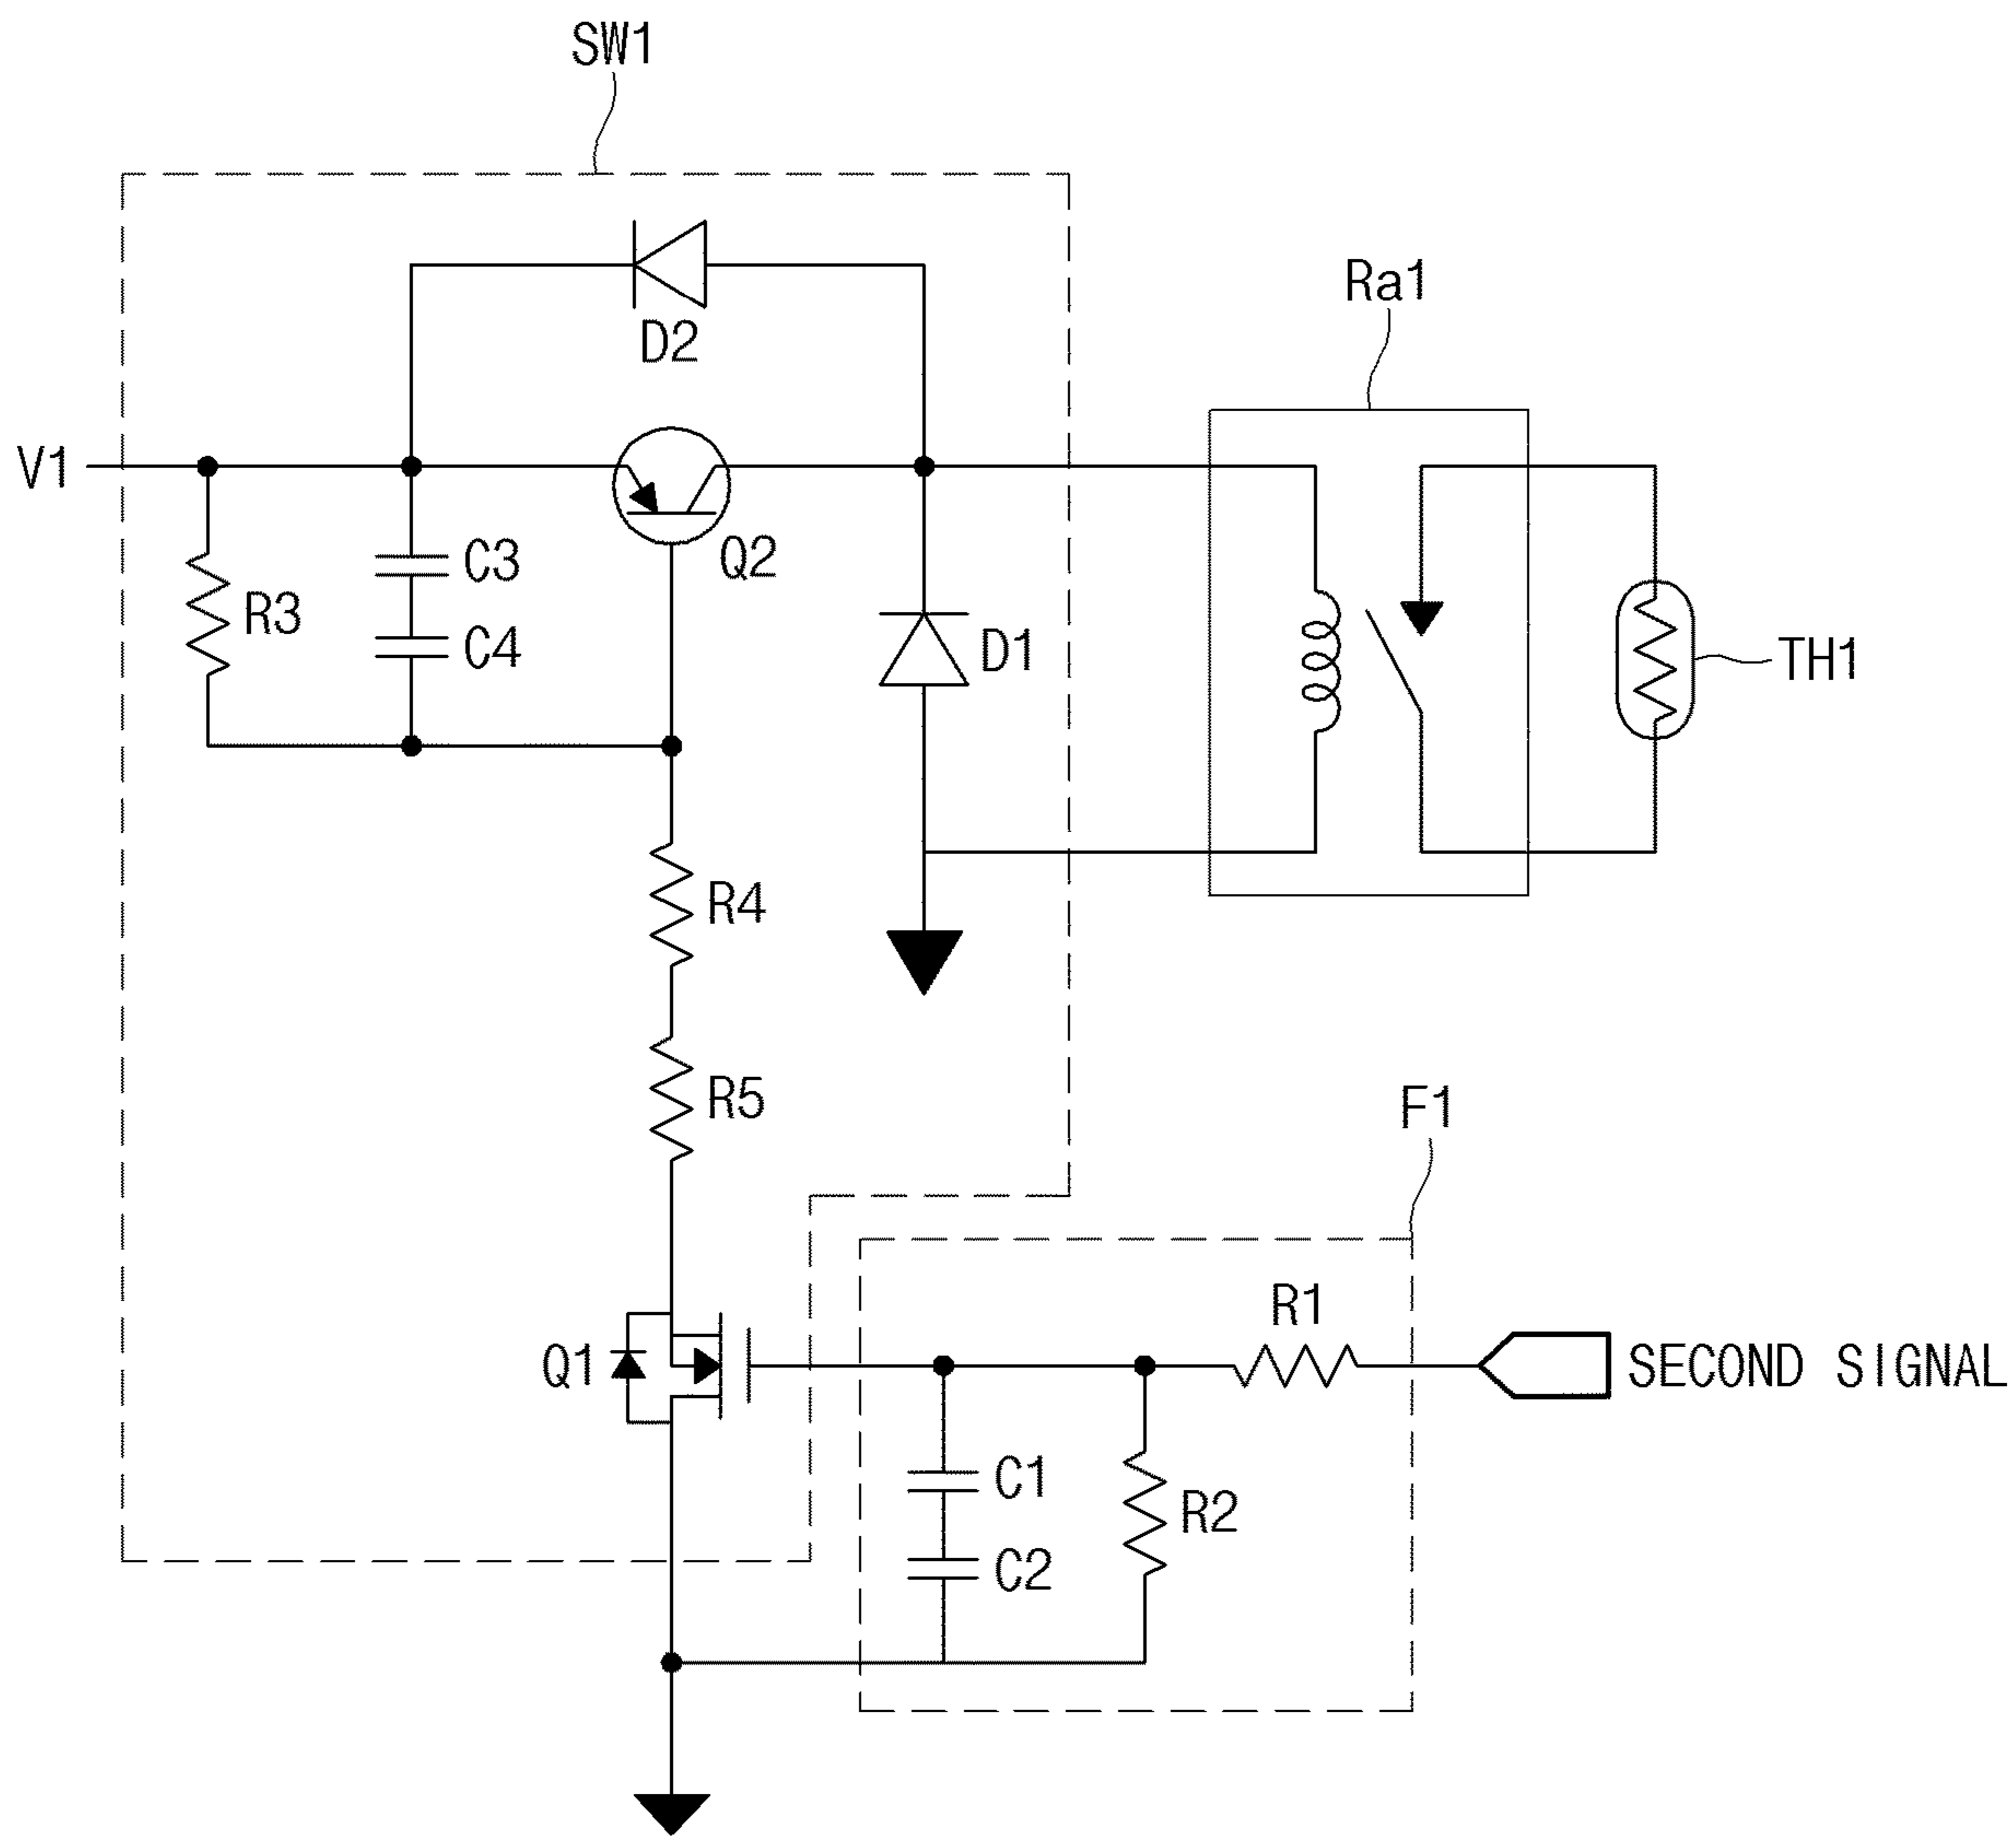 SW1
Ra1
D2
V1
Q2
C3
R3
C4
D1
TH1
R4
R5
F1
R1
Q1
SECOND SIGNAL
C1
R2
C2